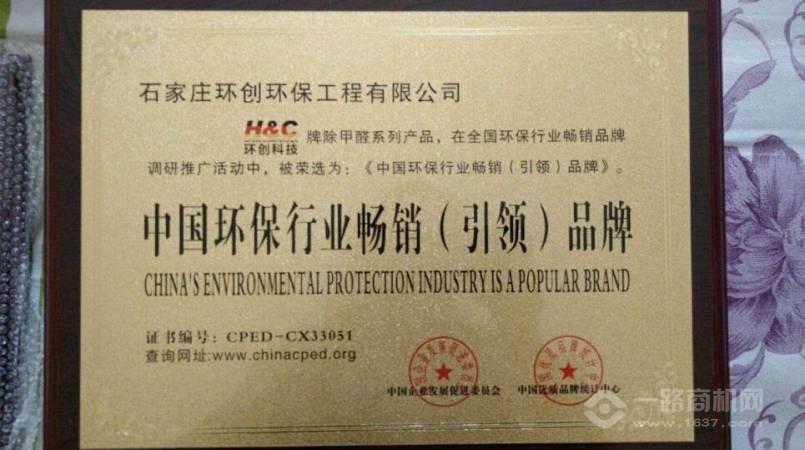 石家庄环创环保工程有限公司
H&C
环创科技
牌除甲醛系列产品，在全国环保行业畅销品牌
调研推广活动中，被荣选为：《中国环保行业畅销（引领）品牌》。
中国环保行业畅销（引领）品牌
CHINA'S ENVIRONMENTAL PROTECTION INDUSTRY IS A POPULAR BRAND
证书编号：CPED-CX33051
查询网址:www.chinacped.org
中国企业发展促进委员会
中国优质品牌统计中心
一路商机网
www.1637.com